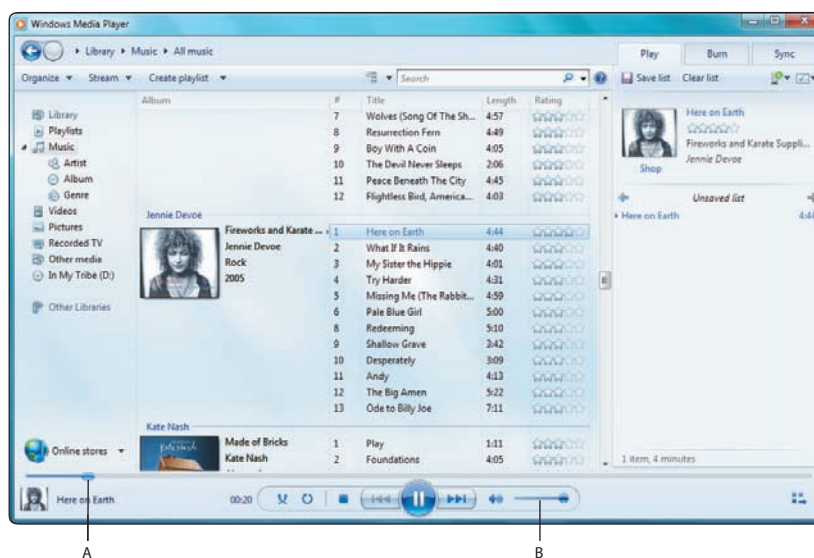 Windows Media Player
Library Music All music
Play Burn Sync
Organize Stream Create playlist Search
Save list Clear list
Album # Title Length Rating
Library
Playlists
Music
Artist
Album
Genre
Videos
Pictures
Recorded TV
Other media
In My Tribe (D:)
Other Libraries
Online stores
7 Wolves (Song Of The Sh... 4:57
8 Resurrection Fern 4:49
9 Boy With A Coin 4:05
10 The Devil Never Sleeps 2:06
11 Peace Beneath The City 4:45
12 Flightless Bird, America... 4:03
Jennie Devoe
Fireworks and Karate ...
Jennie Devoe
Rock
2005
1 Here on Earth 4:44
2 What If It Rains 4:40
3 My Sister the Hippie 4:01
4 Try Harder 4:31
5 Missing Me (The Rabbit... 4:59
6 Pale Blue Girl 5:00
8 Redeeming 5:10
9 Shallow Grave 3:42
10 Desperately 3:09
11 Andy 4:13
12 The Big Amen 5:22
13 Ode to Billy Joe 7:11
Kate Nash
Made of Bricks
Kate Nash
1 Play 1:11
2 Foundations 4:05
Here on Earth
Fireworks and Karate Suppli...
Jennie Devoe
Shop
Unsaved list
Here on Earth 4:44
1 item, 4 minutes
Here on Earth 00:20
A B